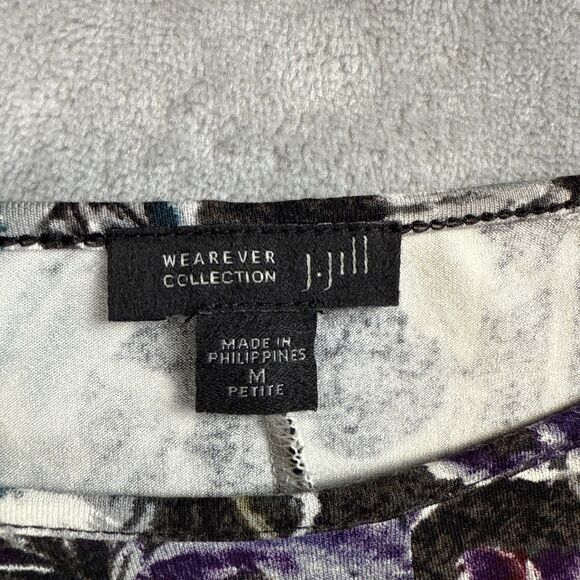 WEAREVER
COLLECTION
J.Jill
MADE IN
PHILIPPINES
M
PETITE